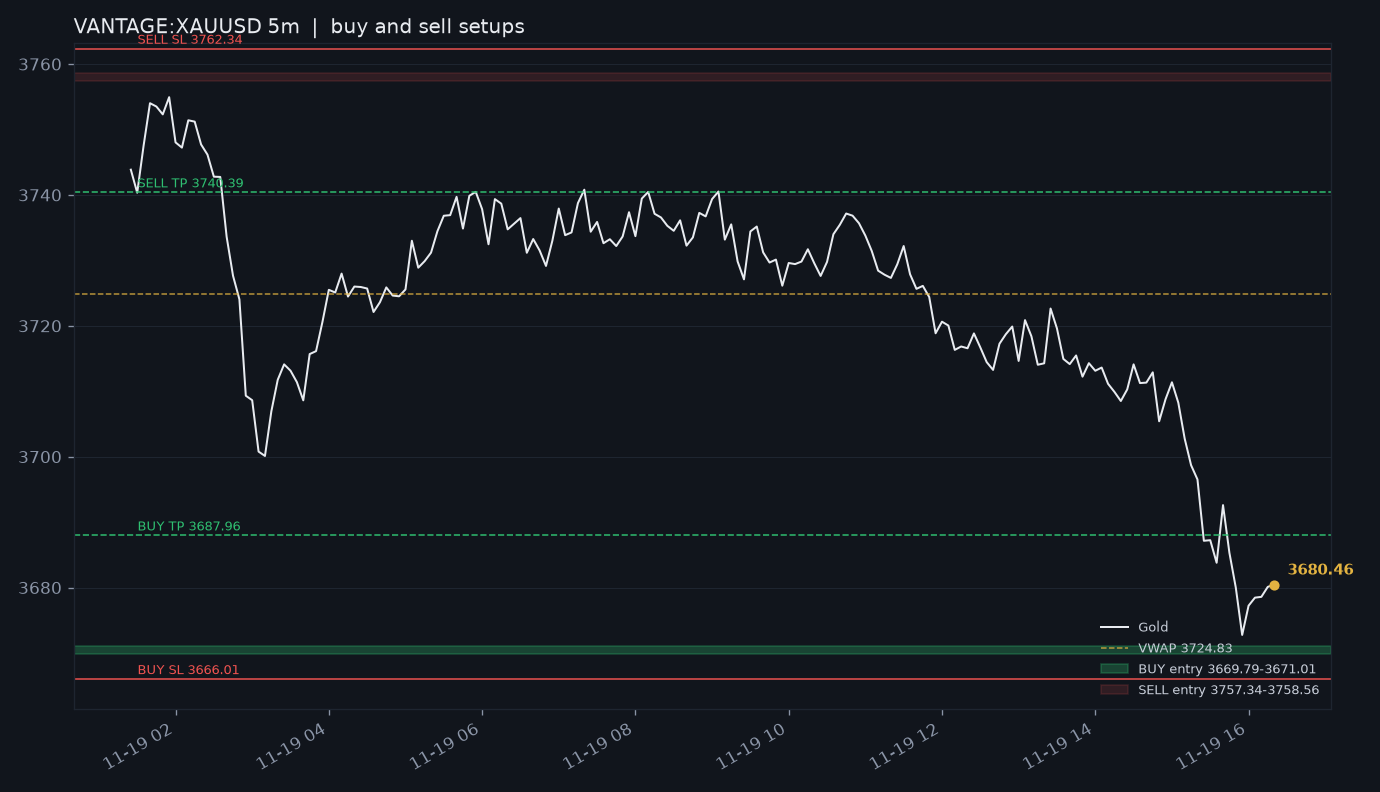 VANTAGE:XAUUSD 5m | buy and sell setups
SELL SL 3762.34
3760
SELL TP 3740.39
3740
3720
3700
BUY TP 3687.96
3680.46
3680
Gold
VWAP 3724.83
BUY SL 3666.01
BUY entry 3669.79-3671.01
SELL entry 3757.34-3758.56
11-19 02
11-19 04
11-19 06
11-19 08
11-19 10
11-19 12
11-19 14
11-19 16